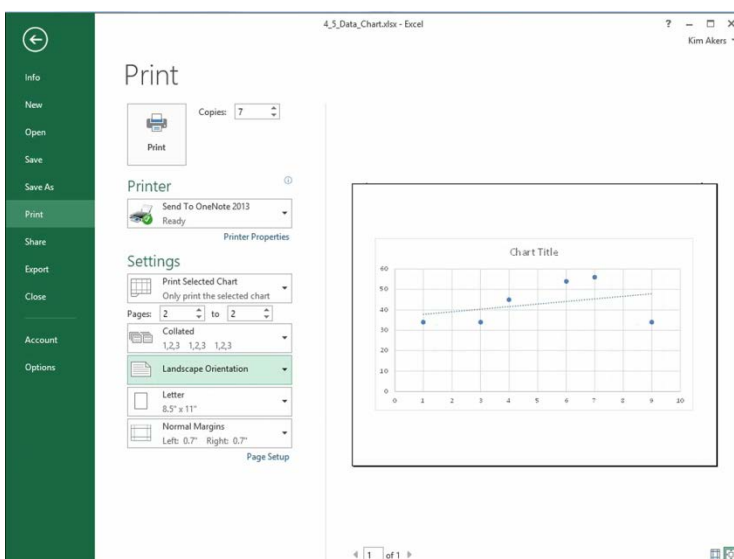 4_5_Data_Chart.xlsx - Excel
?
Kim Akers
Info
New
Open
Save
Save As
Print
Share
Export
Close
Account
Options
Print
Print
Copies: 7
Printer
Send To OneNote 2013
Ready
Printer Properties
Settings
Print Selected Chart
Only print the selected chart
Pages: 2 to 2
Collated
1,2,3 1,2,3 1,2,3
Landscape Orientation
Letter
8.5" x 11"
Normal Margins
Left: 0.7" Right: 0.7"
Page Setup
Chart Title
60
50
40
30
20
10
0
0 1 2 3 4 5 6 7 8 9 10
1 of 1